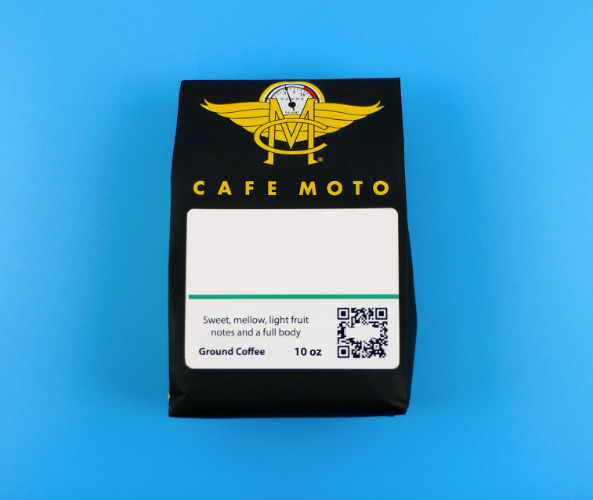 CAFE MOTO
Sweet, mellow, light fruit
notes and a full body
Ground Coffee 10 oz